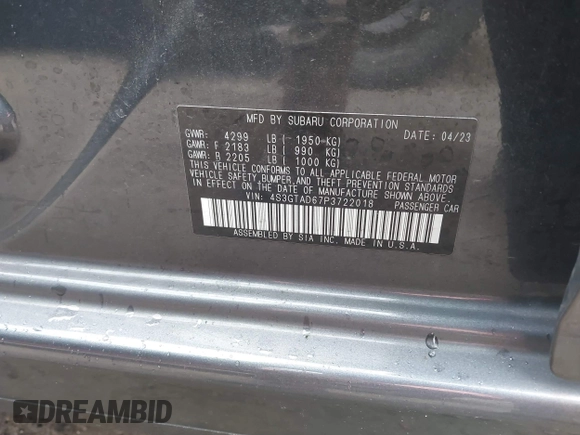 MFD BY SUBARU CORPORATION
GVWR: 4299 LB ( 1950 KG) DATE: 04/23
GAWR: F 2183 LB ( 990 KG)
GAWR: R 2205 LB ( 1000 KG)
THIS VEHICLE CONFORMS TO ALL APPLICABLE FEDERAL MOTOR
VEHICLE SAFETY, BUMPER, AND THEFT PREVENTION STANDARDS
IN EFFECT ON THE DATE OF MANUFACTURE SHOWN ABOVE.
VIN: 4S3GTAD67P3722018 PASSENGER CAR
ASSEMBLED BY SIA INC. MADE IN U.S.A.
DREAMBID